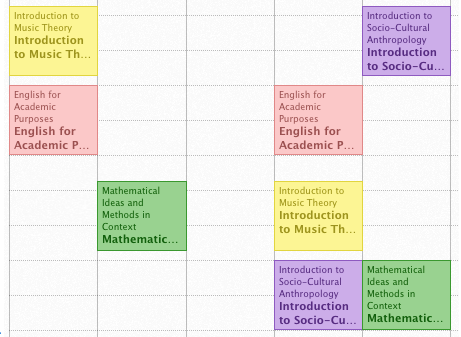 Introduction to
Music Theory
Introduction
to Music Th...
Introduction to
Socio-Cultural
Anthropology
Introduction
to Socio-Cu...
English for
Academic
Purposes
English for
Academic P...
English for
Academic
Purposes
English for
Academic P...
Mathematical
Ideas and
Methods in
Context
Mathematic...
Introduction to
Music Theory
Introduction
to Music Th...
Introduction to
Socio-Cultural
Anthropology
Introduction
to Socio-Cu...
Mathematical
Ideas and
Methods in
Context
Mathematic...